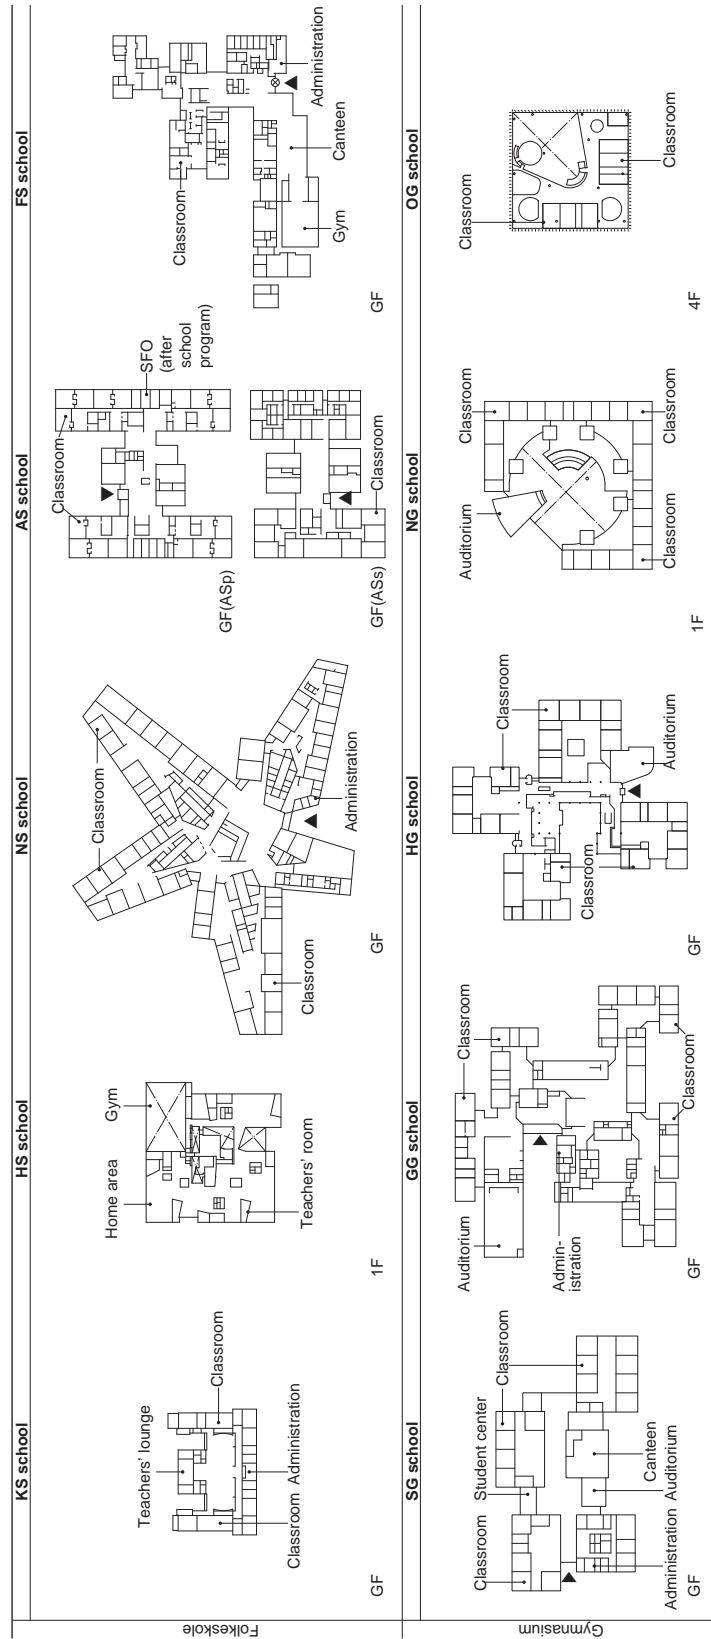 KS school
HS school
NS school
AS school
FS school
Folkeskole
Teachers' lounge
Classroom
Classroom
Administration
GF
Home area
Gym
Teachers' room
1F
Classroom
Classroom
Administration
GF
Classroom
SFO
(after
school
program)
GF(ASp)
Classroom
GF(ASs)
Classroom
Administration
Canteen
Gym
GF
SG school
GG school
HG school
NG school
OG school
Gymnasium
Classroom
Student center
Classroom
Administration
Auditorium
Canteen
GF
Auditorium
Classroom
Admin-
istration
Classroom
GF
Classroom
Classroom
Auditorium
GF
Auditorium
Classroom
Classroom
Classroom
1F
Classroom
Classroom
4F